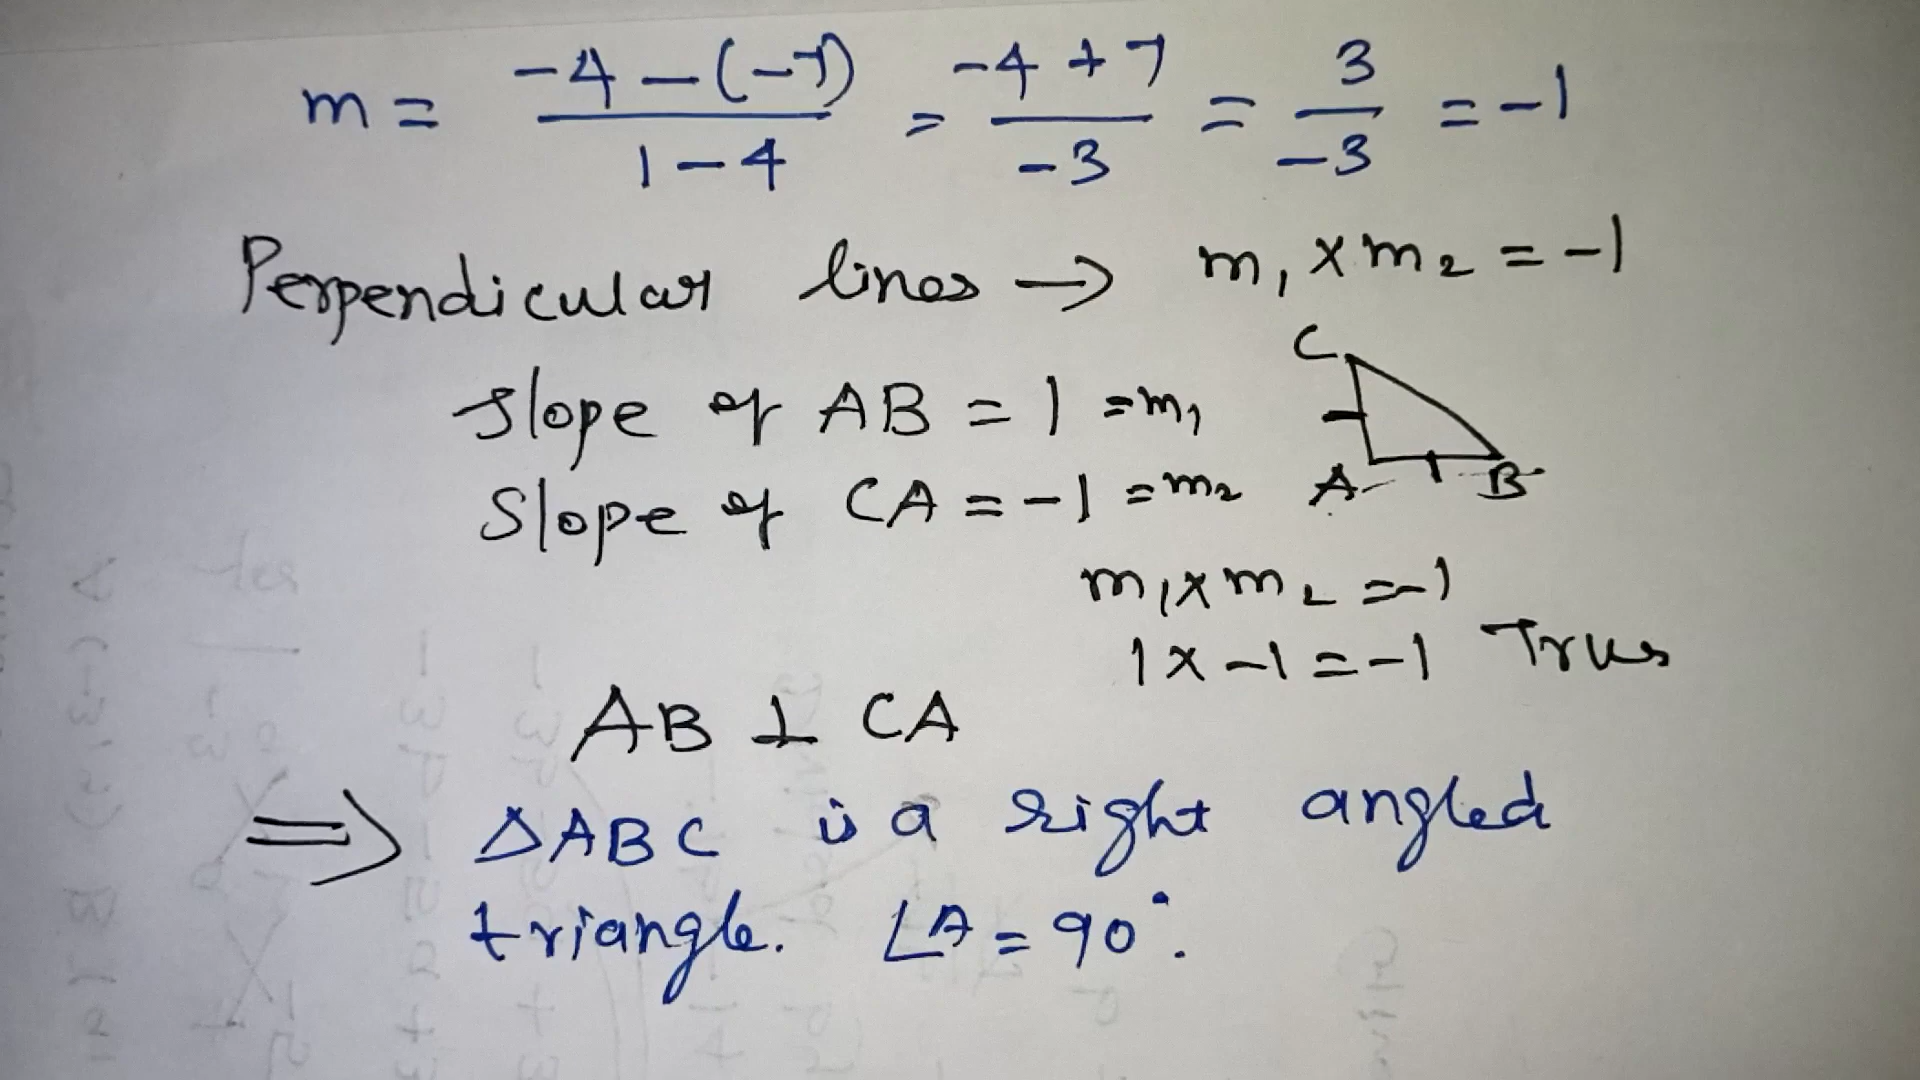 m = -4-(-7) / 1-4 = -4+7 / -3 = 3 / -3 = -1
Perpendicular lines → m₁ × m₂ = -1
C
Slope of AB = 1 = m₁
Slope of CA = -1 = m₂
A B
m₁ × m₂ = -1
1 × -1 = -1 True
AB ⊥ CA
⇒ ΔABC is a right angled
triangle. ∠A = 90°.